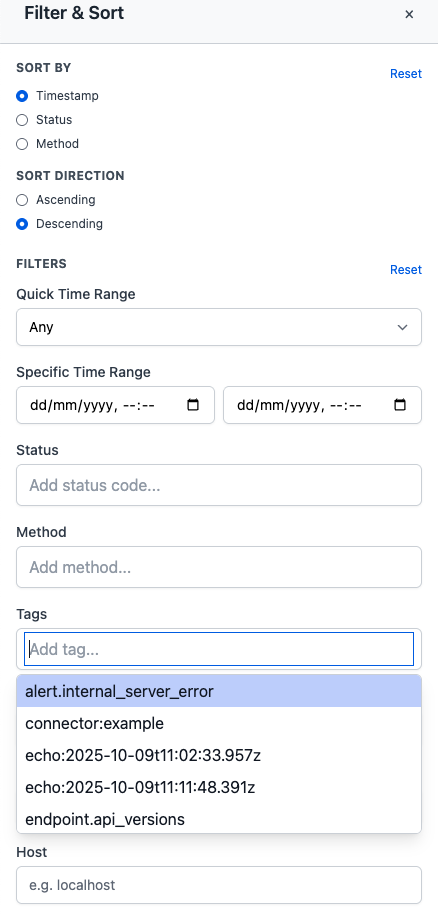 Filter & Sort ×
SORT BY
Reset
Timestamp
Status
Method
SORT DIRECTION
Ascending
Descending
FILTERS
Reset
Quick Time Range
Any
Specific Time Range
dd/mm/yyyy, --:-- dd/mm/yyyy, --:--
Status
Add status code...
Method
Add method...
Tags
Add tag...
alert.internal_server_error
connector:example
echo:2025-10-09t11:02:33.957z
echo:2025-10-09t11:11:48.391z
endpoint.api_versions
Host
e.g. localhost